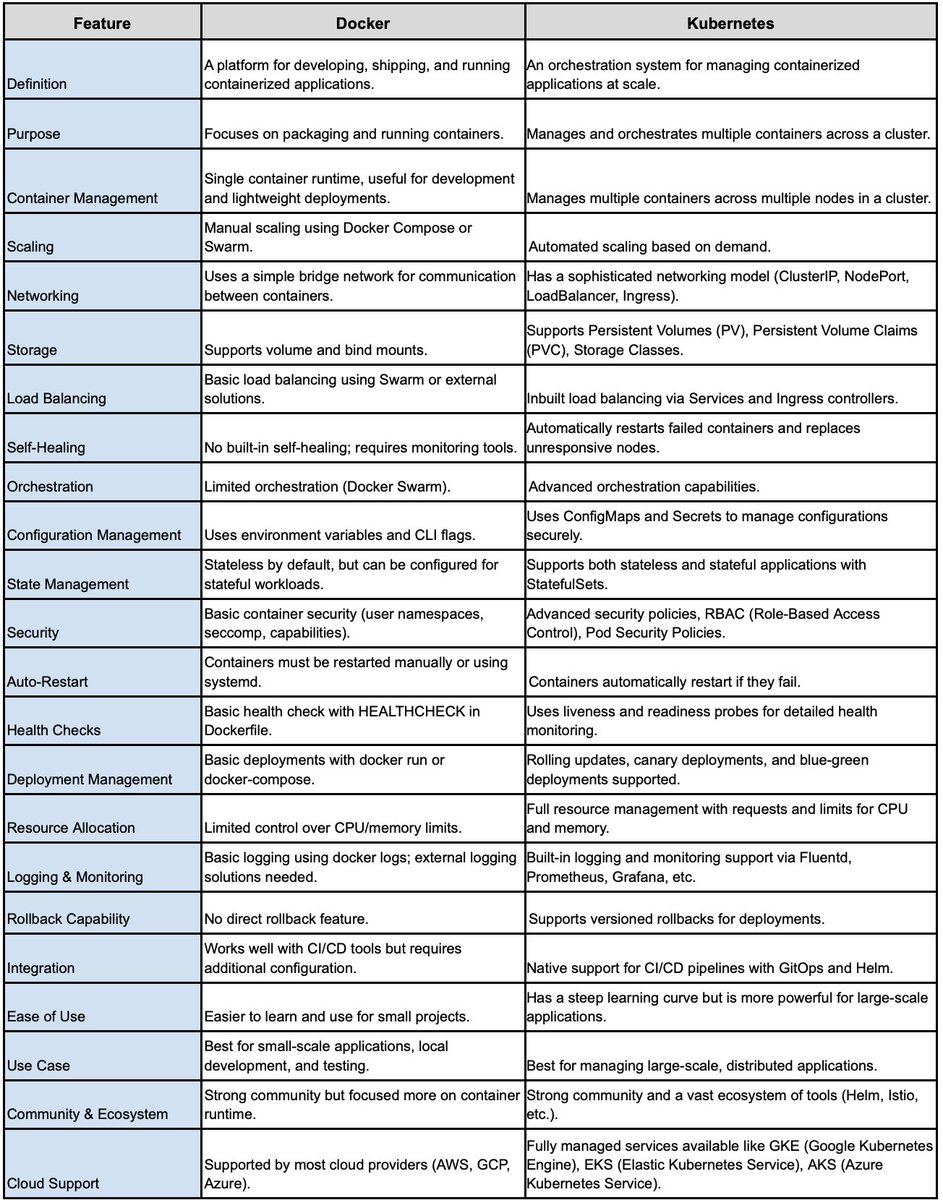 Feature Docker Kubernetes
Definition
A platform for developing, shipping, and running
containerized applications.
An orchestration system for managing containerized
applications at scale.
Purpose
Focuses on packaging and running containers.
Manages and orchestrates multiple containers across a cluster.
Container Management
Single container runtime, useful for development
and lightweight deployments.
Manages multiple containers across multiple nodes in a cluster.
Scaling
Manual scaling using Docker Compose or
Swarm.
Automated scaling based on demand.
Networking
Uses a simple bridge network for communication
between containers.
Has a sophisticated networking model (ClusterIP, NodePort,
LoadBalancer, Ingress).
Storage
Supports volume and bind mounts.
Supports Persistent Volumes (PV), Persistent Volume Claims
(PVC), Storage Classes.
Load Balancing
Basic load balancing using Swarm or external
solutions.
Inbuilt load balancing via Services and Ingress controllers.
Self-Healing
No built-in self-healing; requires monitoring tools.
Automatically restarts failed containers and replaces
unresponsive nodes.
Orchestration
Limited orchestration (Docker Swarm).
Advanced orchestration capabilities.
Configuration Management
Uses environment variables and CLI flags.
Uses ConfigMaps and Secrets to manage configurations
securely.
State Management
Stateless by default, but can be configured for
stateful workloads.
Supports both stateless and stateful applications with
StatefulSets.
Security
Basic container security (user namespaces,
seccomp, capabilities).
Advanced security policies, RBAC (Role-Based Access
Control), Pod Security Policies.
Auto-Restart
Containers must be restarted manually or using
systemd.
Containers automatically restart if they fail.
Health Checks
Basic health check with HEALTHCHECK in
Dockerfile.
Uses liveness and readiness probes for detailed health
monitoring.
Deployment Management
Basic deployments with docker run or
docker-compose.
Rolling updates, canary deployments, and blue-green
deployments supported.
Resource Allocation
Limited control over CPU/memory limits.
Full resource management with requests and limits for CPU
and memory.
Logging & Monitoring
Basic logging using docker logs; external logging
solutions needed.
Built-in logging and monitoring support via Fluentd,
Prometheus, Grafana, etc.
Rollback Capability
No direct rollback feature.
Supports versioned rollbacks for deployments.
Integration
Works well with CI/CD tools but requires
additional configuration.
Native support for CI/CD pipelines with GitOps and Helm.
Ease of Use
Easier to learn and use for small projects.
Has a steep learning curve but is more powerful for large-scale
applications.
Use Case
Best for small-scale applications, local
development, and testing.
Best for managing large-scale, distributed applications.
Community & Ecosystem
Strong community but focused more on container
runtime.
Strong community and a vast ecosystem of tools (Helm, Istio,
etc.).
Cloud Support
Supported by most cloud providers (AWS, GCP,
Azure).
Fully managed services available like GKE (Google Kubernetes
Engine), EKS (Elastic Kubernetes Service), AKS (Azure
Kubernetes Service).